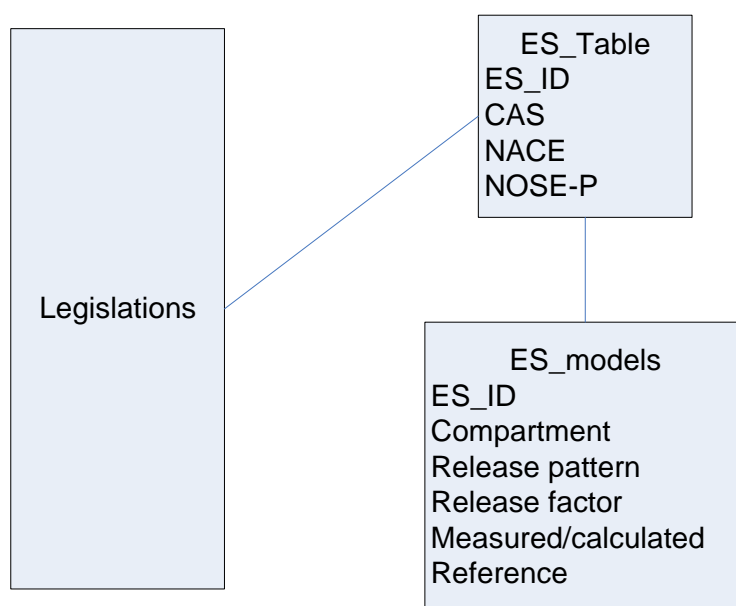 Legislations
ES_Table
ES_ID
CAS
NACE
NOSE-P
ES_models
ES_ID
Compartment
Release pattern
Release factor
Measured/calculated
Reference